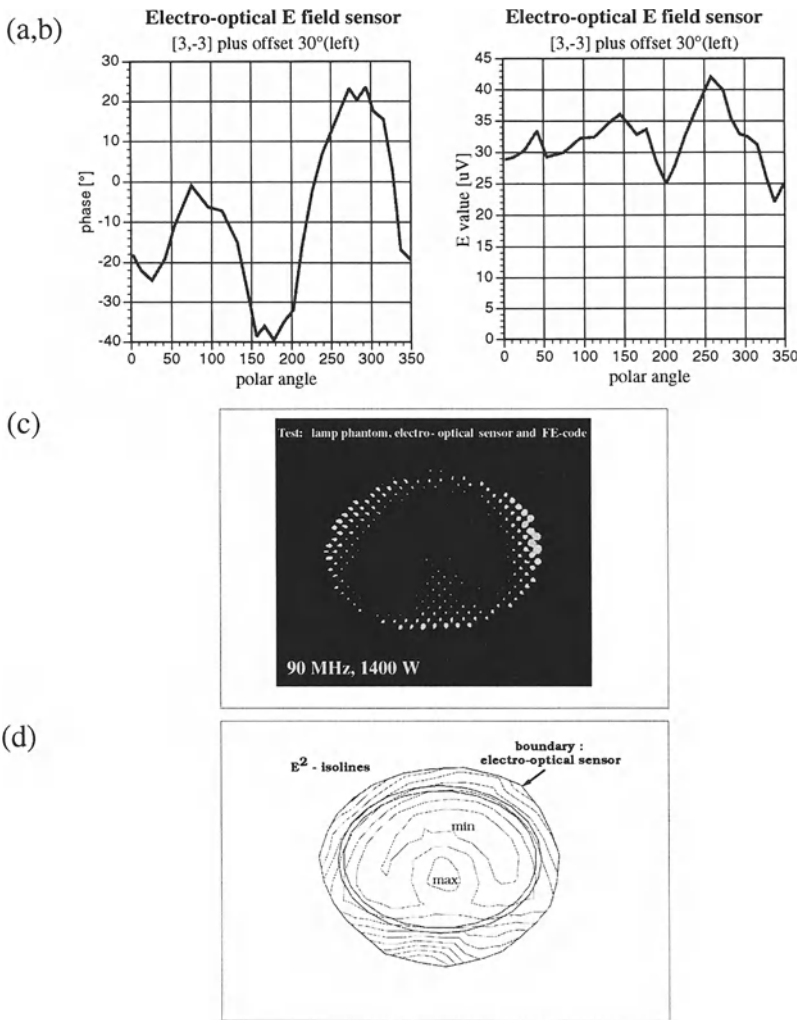 (a,b)
Electro-optical E field sensor
[3,-3] plus offset 30°(left)
30
20
10
0
-10
-20
-30
-40
phase [°]
0 50 100 150 200 250 300 350
polar angle
Electro-optical E field sensor
[3,-3] plus offset 30°(left)
45
40
35
30
25
20
15
10
5
0
E value [uV]
0 50 100 150 200 250 300 350
polar angle
(c)
Test: lamp phantom, electro- optical sensor and FE-code
90 MHz, 1400 W
(d)
E² - isolines
boundary :
electro-optical sensor
min
max